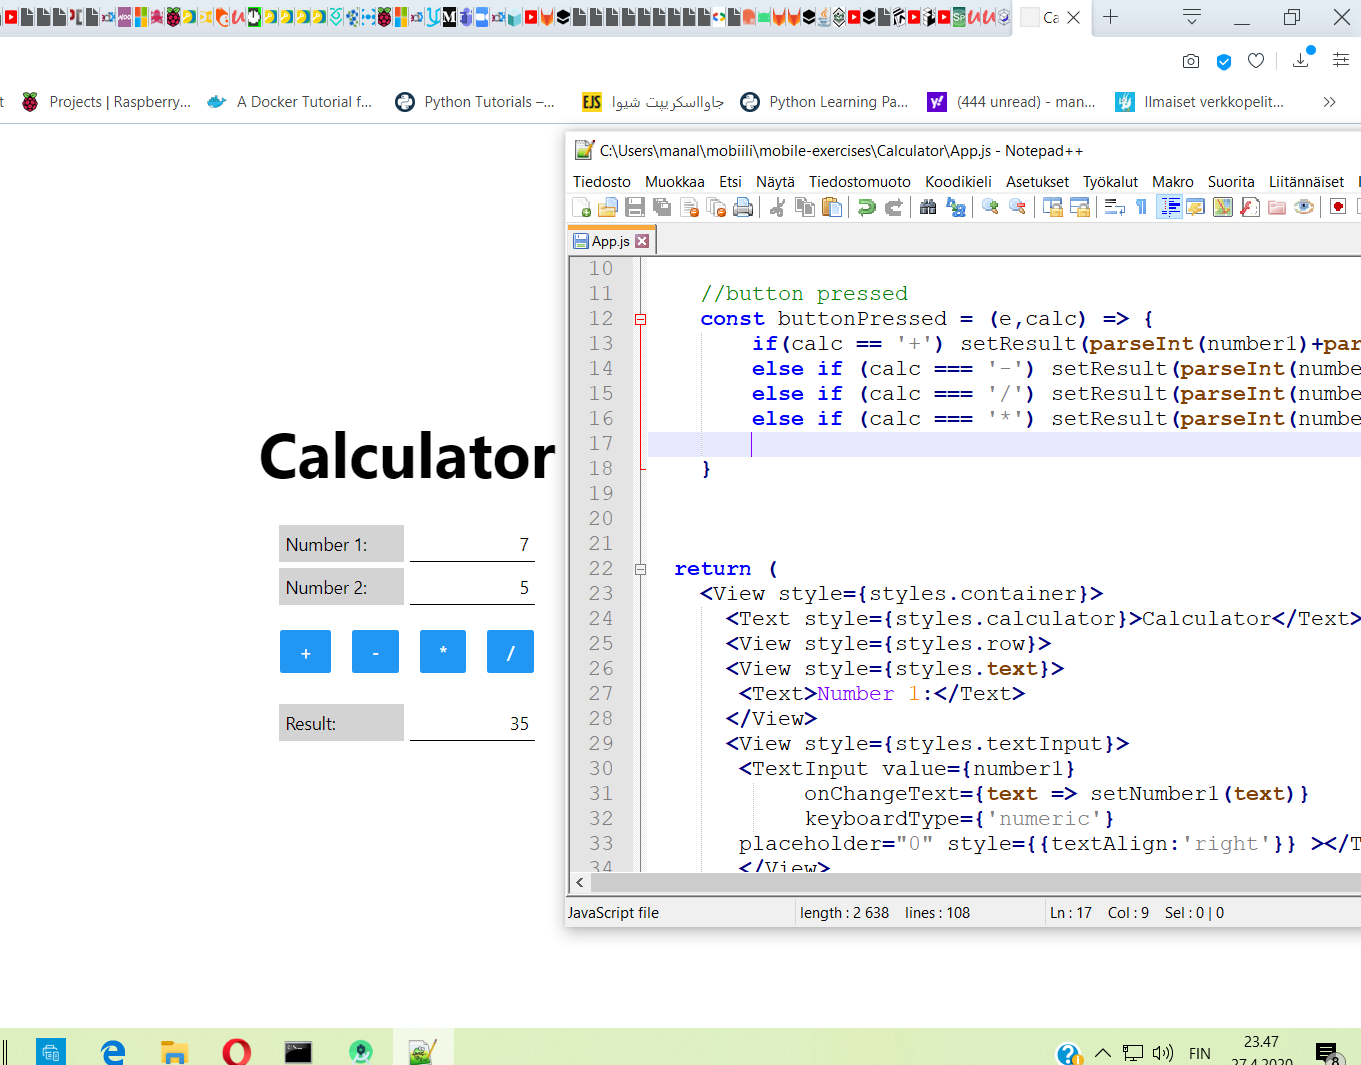 Ca
t Projects | Raspberry... A Docker Tutorial f... Python Tutorials –... EJS جاوااسکریپت شیوا Python Learning Pa... y! (444 unread) - man... Ilmaiset verkkopelit... »
C:\Users\manal\mobiili\mobile-exercises\Calculator\App.js - Notepad++
Tiedosto Muokkaa Etsi Näytä Tiedostomuoto Koodikieli Asetukset Työkalut Makro Suorita Liitännäiset
App.js
10
11 //button pressed
12 const buttonPressed = (e,calc) => {
13 if(calc == '+') setResult(parseInt(number1)+par
14 else if (calc === '-') setResult(parseInt(numbe
15 else if (calc === '/') setResult(parseInt(numbe
16 else if (calc === '*') setResult(parseInt(numbe
17
18 }
19
20
21
22 return (
23 <View style={styles.container}>
24 <Text style={styles.calculator}>Calculator</Text>
25 <View style={styles.row}>
26 <View style={styles.text}>
27 <Text>Number 1:</Text>
28 </View>
29 <View style={styles.textInput}>
30 <TextInput value={number1}
31 onChangeText={text => setNumber1(text)}
32 keyboardType={'numeric'}
33 placeholder="0" style={{textAlign:'right'}} ></T
34 </View>
JavaScript file length : 2 638 lines : 108 Ln : 17 Col : 9 Sel : 0 | 0
Calculator
Number 1: 7
Number 2: 5
+ - * /
Result: 35
FIN 23.47
27.4.2020 8